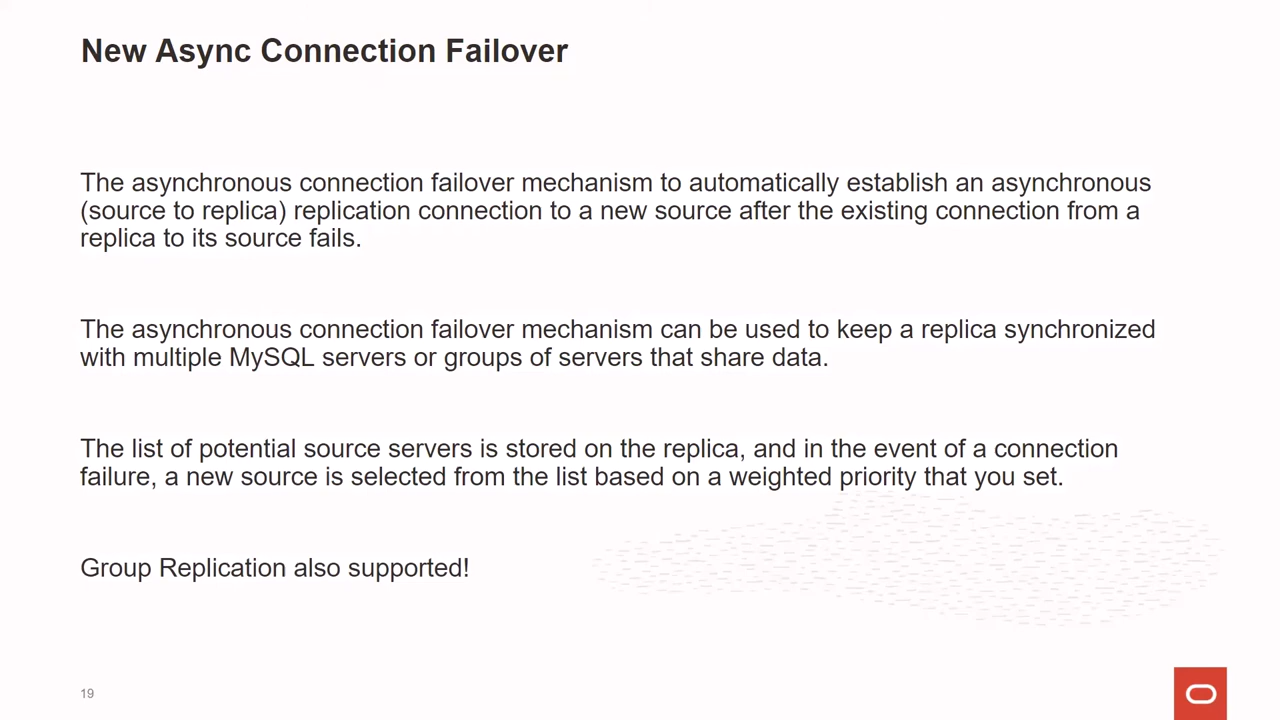 New Async Connection Failover
The asynchronous connection failover mechanism to automatically establish an asynchronous
(source to replica) replication connection to a new source after the existing connection from a
replica to its source fails.
The asynchronous connection failover mechanism can be used to keep a replica synchronized
with multiple MySQL servers or groups of servers that share data.
The list of potential source servers is stored on the replica, and in the event of a connection
failure, a new source is selected from the list based on a weighted priority that you set.
Group Replication also supported!
19